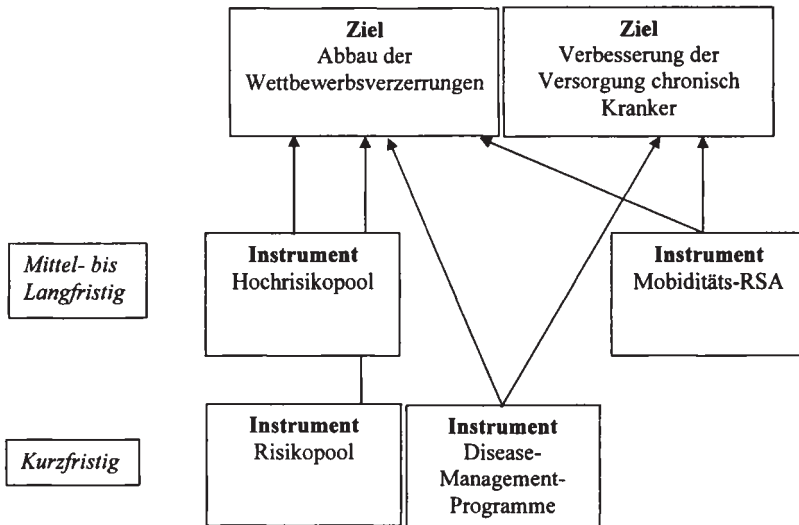 Ziel
Abbau der
Wettbewerbsverzerrungen
Ziel
Verbesserung der
Versorgung chronisch
Kranker
Mittel- bis
Langfristig
Instrument
Hochrisikopool
Instrument
Mobiditäts-RSA
Kurzfristig
Instrument
Risikopool
Instrument
Disease-
Management-
Programme